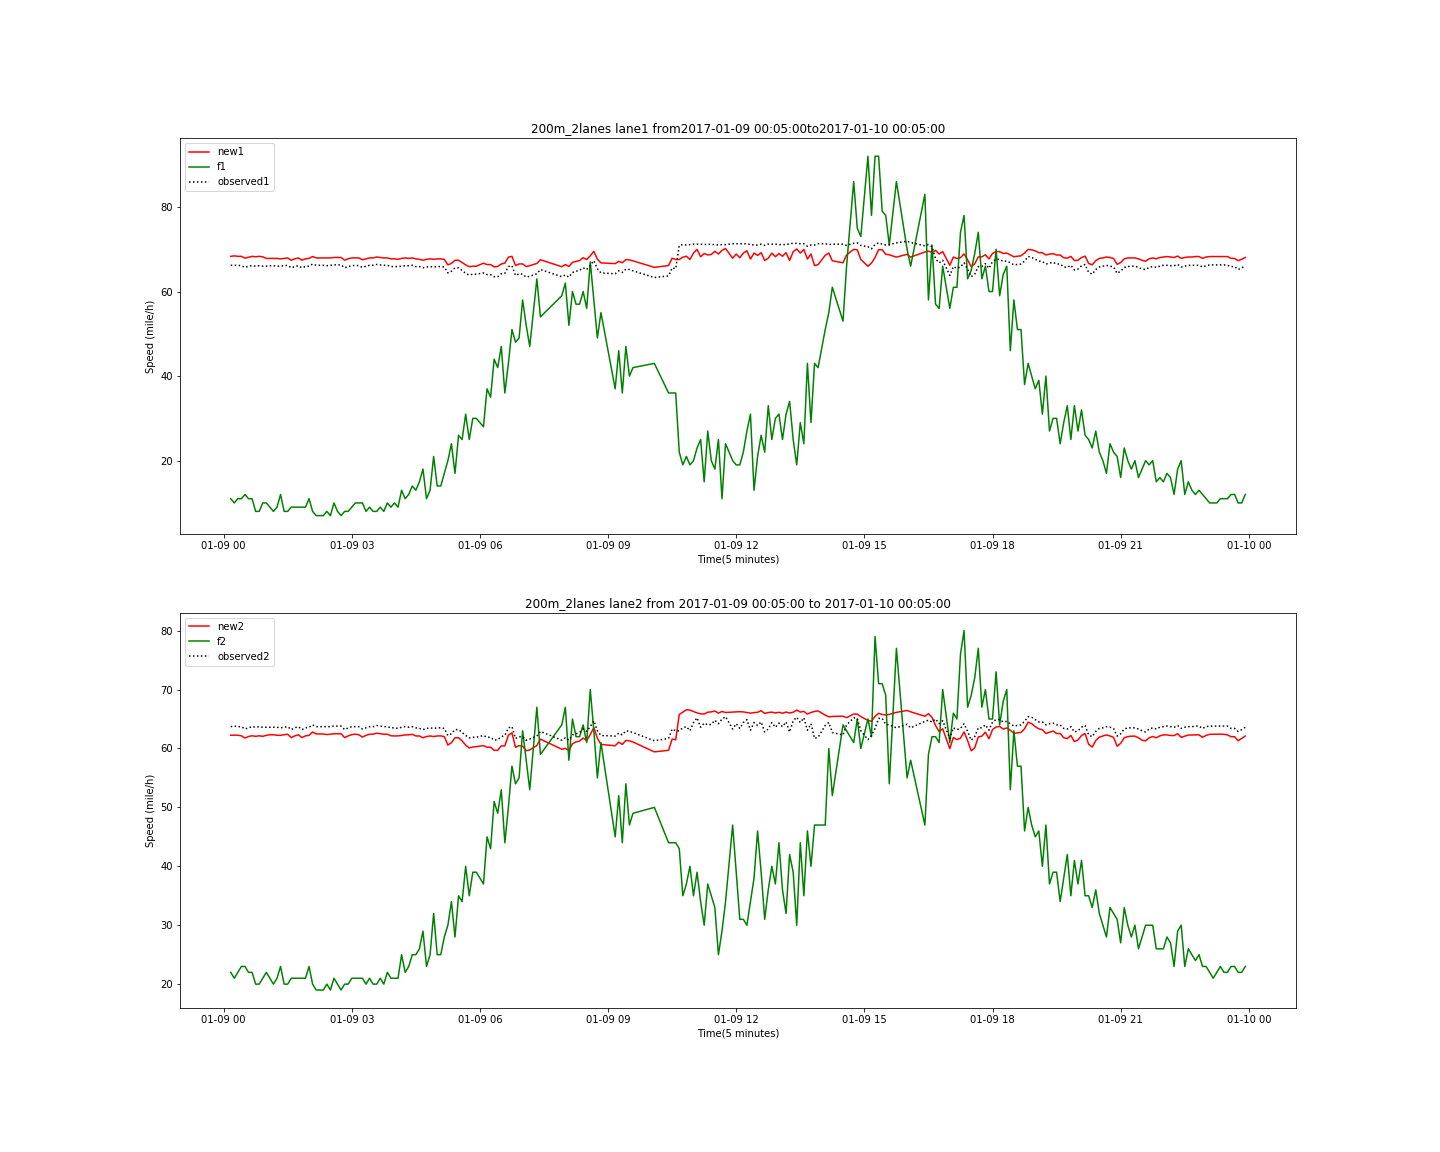 200m_2lanes lane1 from2017-01-09 00:05:00to2017-01-10 00:05:00
new1
f1
observed1
80
60
40
20
Speed (mile/h)
01-09 00 01-09 03 01-09 06 01-09 09 01-09 12 01-09 15 01-09 18 01-09 21 01-10 00
Time(5 minutes)
200m_2lanes lane2 from 2017-01-09 00:05:00 to 2017-01-10 00:05:00
new2
f2
observed2
80
70
60
50
40
30
20
Speed (mile/h)
01-09 00 01-09 03 01-09 06 01-09 09 01-09 12 01-09 15 01-09 18 01-09 21 01-10 00
Time(5 minutes)